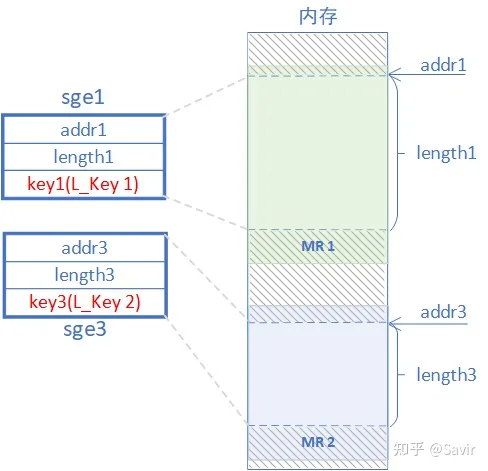 内存
addr1
sge1
addr1
length1
key1(L_Key 1)
length1
MR 1
addr3
length3
key3(L_Key 2)
sge3
addr3
length3
MR 2
知乎 @Savir